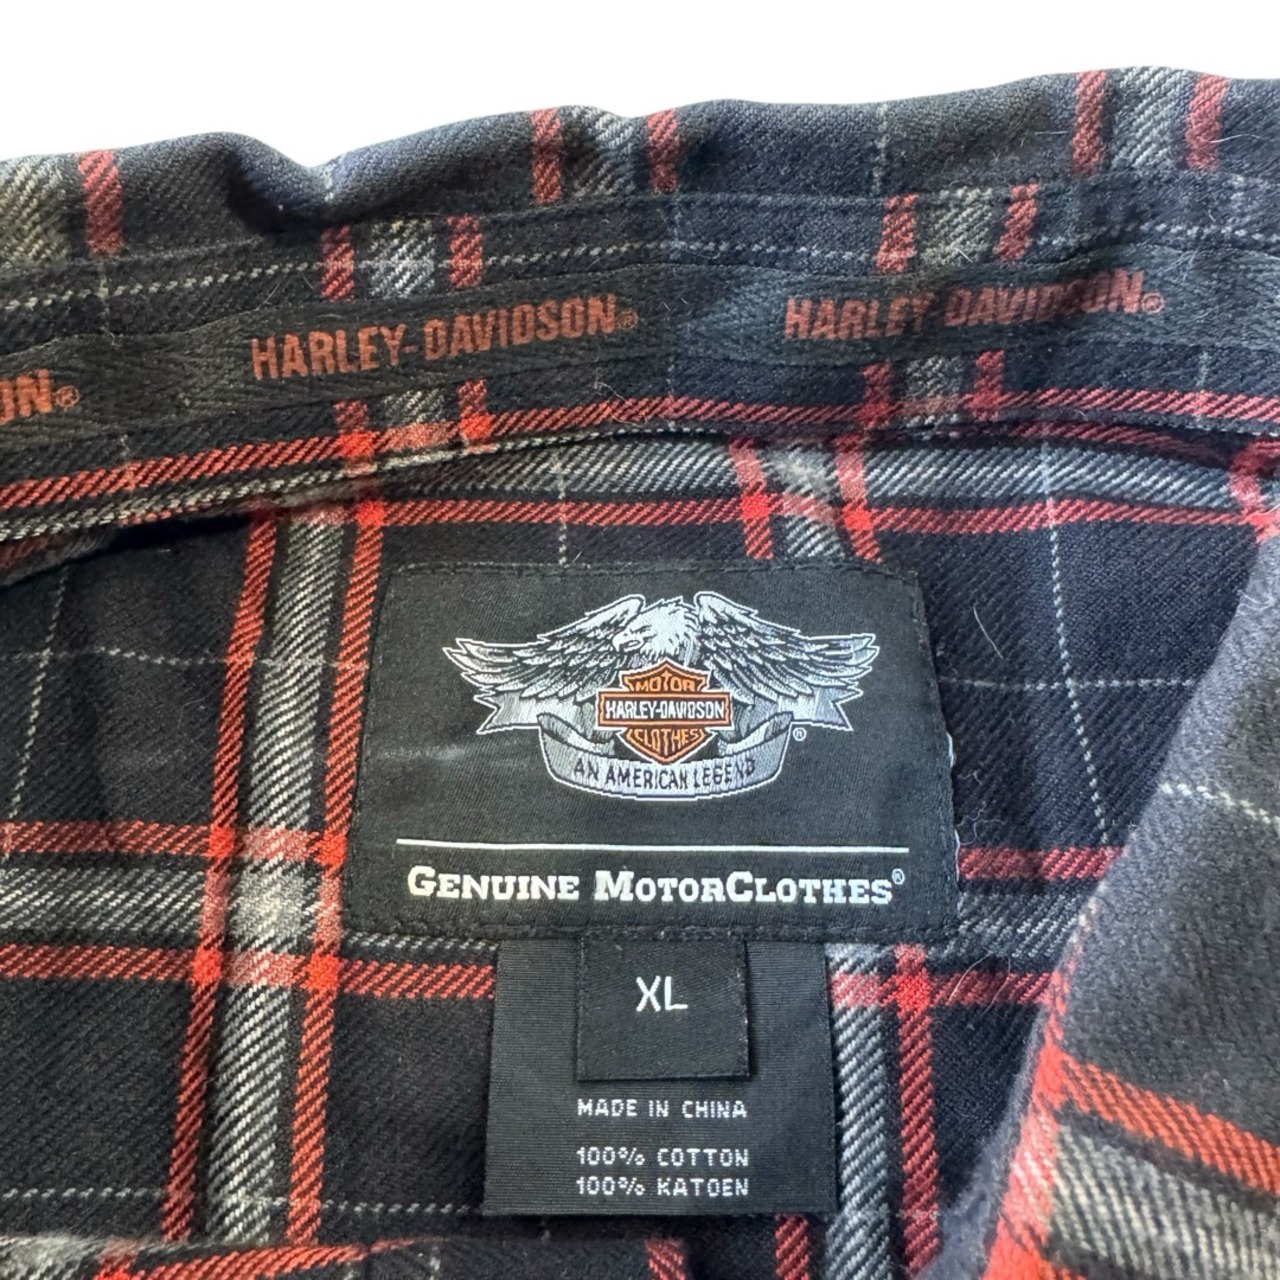 HARLEY-DAVIDSON®
HARLEY-DAVIDSON®
ON®
MOTOR
HARLEY-DAVIDSON
CLOTHES
®
AN AMERICAN LEGEND
GENUINE MOTORCLOTHES®
XL
MADE IN CHINA
100% COTTON
100% KATOEN